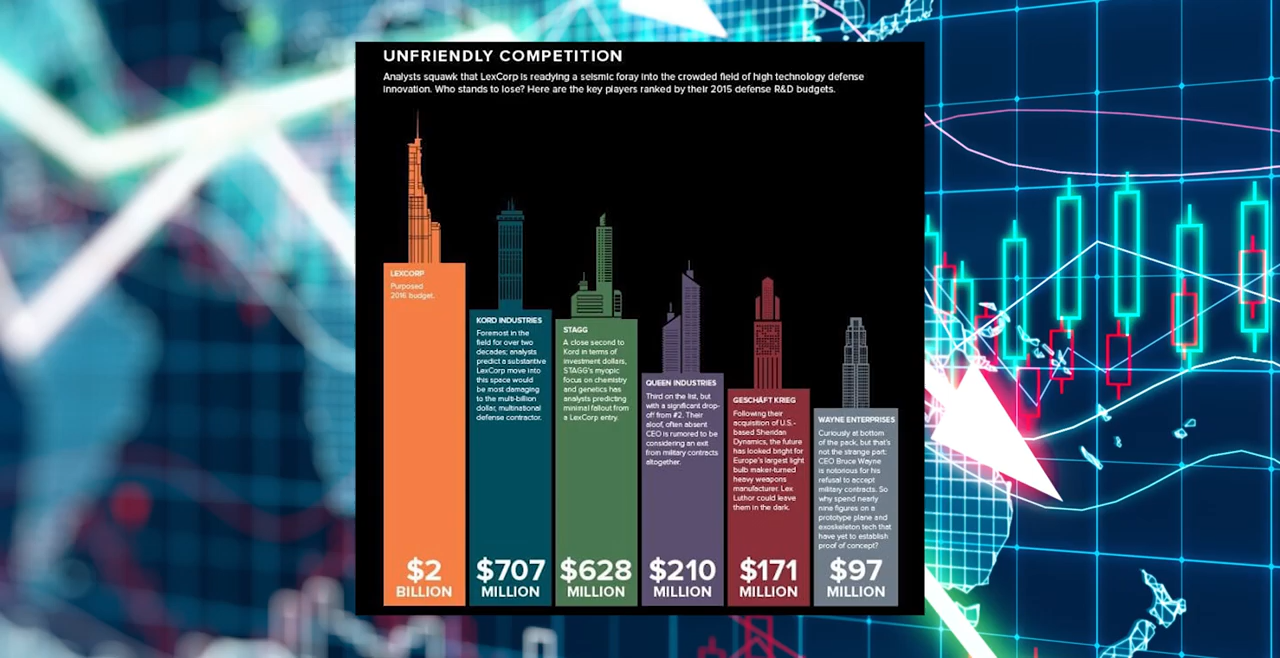 UNFRIENDLY COMPETITION
Analysts squawk that LexCorp is readying a seismic foray into the crowded field of high technology defense
innovation. Who stands to lose? Here are the key players ranked by their 2015 defense R&D budgets.
LEXCORP
Purposed
2016 budget.
$2
BILLION
KORD INDUSTRIES
Foremost in the
field for over two
decades; analysts
predict a substantive
LexCorp move into
this space would
be most damaging
to the multi-billion
dollar, multinational
defense contractor.
$707
MILLION
STAGG
A close second to
Kord in terms of
investment dollars,
STAGG's myopic
focus on chemistry
and genetics has
analysts predicting
minimal fallout from
a LexCorp entry.
$628
MILLION
QUEEN INDUSTRIES
Third on the list, but
with a significant drop-
off from #2. Their
aloof, often absent
CEO is rumored to be
considering an exit
from military contracts
altogether.
$210
MILLION
GESCHÄFT KRIEG
Following their
acquisition of U.S.-
based Sheridan
Dynamics, the future
has looked bright for
Europe's largest light
bulb maker-turned
heavy weapons
manufacturer. Lex
Luthor could leave
them in the dark.
$171
MILLION
WAYNE ENTERPRISES
Curiously at bottom
of the pack, but that's
not the strange part:
CEO Bruce Wayne
is notorious for his
refusal to accept
military contracts. So
why spend nearly
nine figures on a
prototype plane and
exoskeleton tech that
have yet to establish
proof of concept?
$97
MILLION